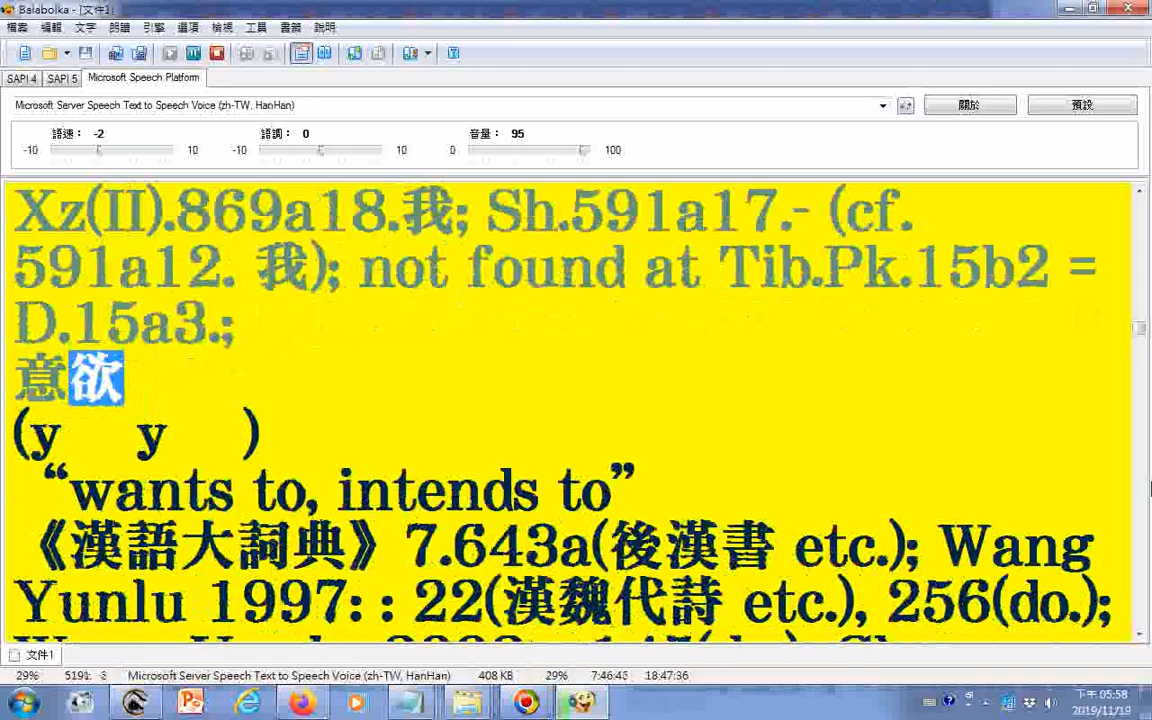 Balabolka - [文件1]
檔案 編輯 文字 朗讀 引擎 選項 檢視 工具 書籤 說明
SAPI 4 SAPI 5 Microsoft Speech Platform
Microsoft Server Speech Text to Speech Voice (zh-TW, HanHan) 關於 預設
語速： -2 語調： 0 音量： 95
-10 10 -10 10 0 100
Xz(II).869a18.我; Sh.591a17.- (cf.
591a12. 我); not found at Tib.Pk.15b2 =
D.15a3.;
意欲
(y y )
“wants to, intends to”
《漢語大詞典》 7.643a(後漢書 etc.); Wang
Yunlu 1997: : 22(漢魏代詩 etc.), 256(do.);
文件1
29% Microsoft Server Speech Text to Speech Voice (zh-TW, HanHan) 408 KB 29% 7:46:43 18:47:36
下午 05:58
2019/11/19